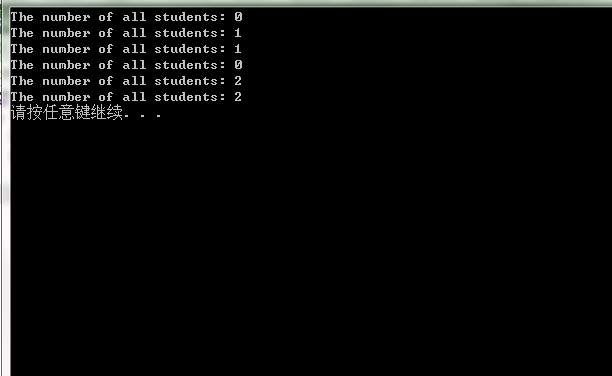 The number of all students: 0
The number of all students: 1
The number of all students: 1
The number of all students: 0
The number of all students: 2
The number of all students: 2
请按任意键继续. . .